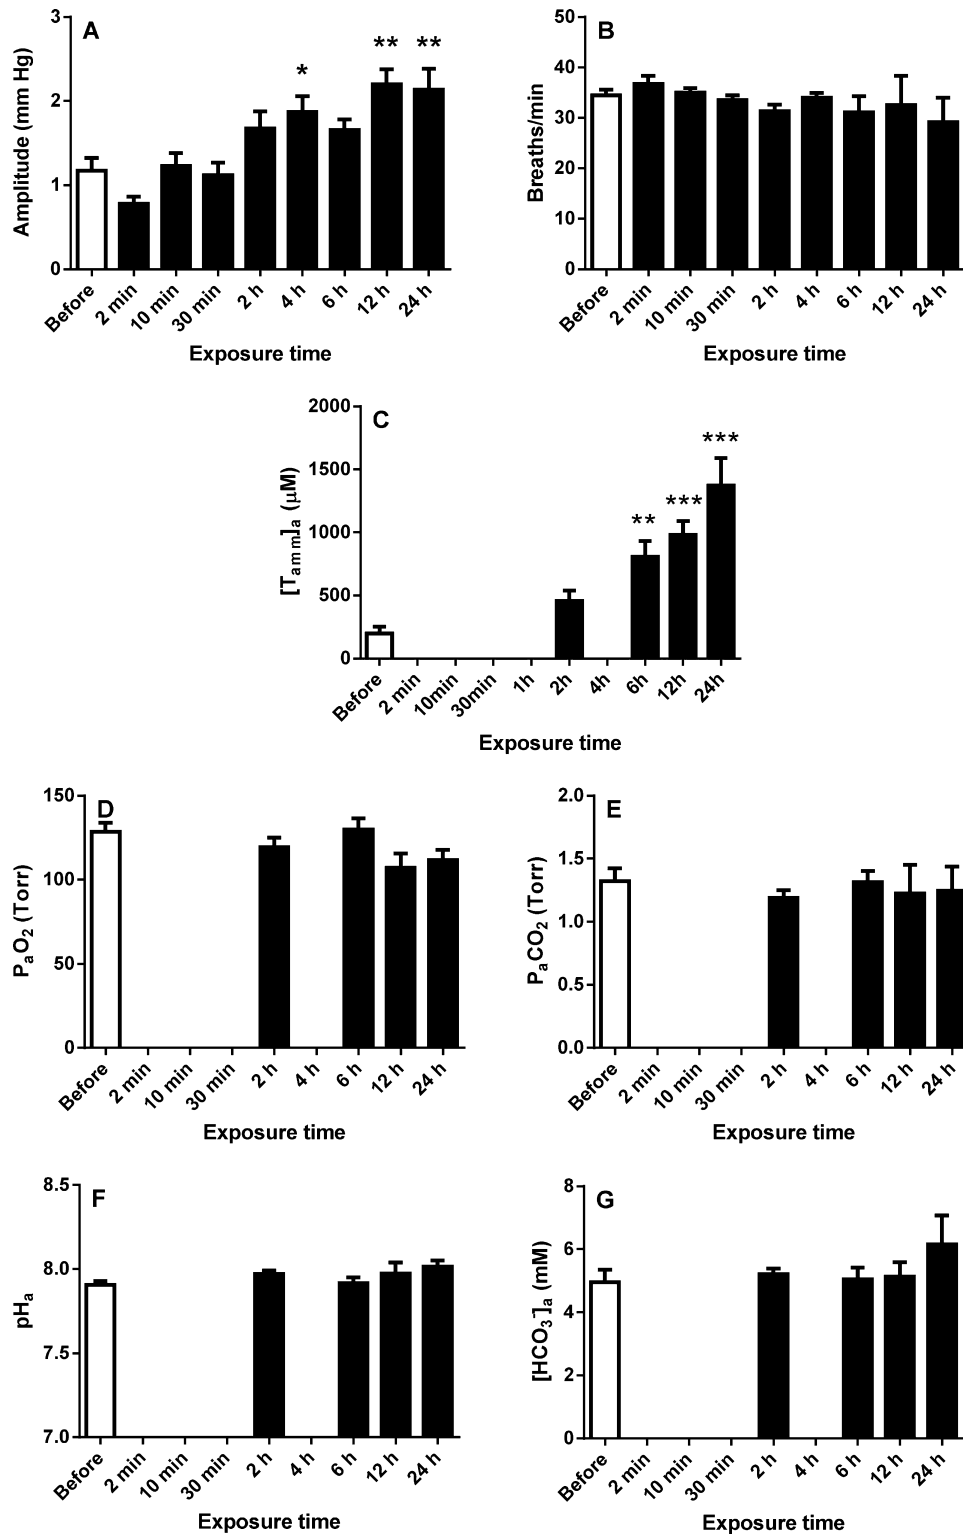 A
Amplitude (mm Hg)
3
2
1
0
*
**
**
Before
2 min
10 min
30 min
2 h
4 h
6 h
12 h
24 h
Exposure time
B
Breaths/min
50
40
30
20
10
0
Before
2 min
10 min
30 min
2 h
4 h
6 h
12 h
24 h
Exposure time
C
[Tamm]a (μM)
2000
1500
1000
500
0
**
***
***
Before
2 min
10min
30min
1h
2h
4h
6h
12h
24h
Exposure time
D
PaO2 (Torr)
150
100
50
0
Before
2 min
10 min
30 min
2 h
4 h
6 h
12 h
24 h
Exposure time
E
PaCO2 (Torr)
2.0
1.5
1.0
0.5
0.0
Before
2 min
10 min
30 min
2 h
4 h
6 h
12 h
24 h
Exposure time
F
pHa
8.5
8.0
7.5
7.0
Before
2 min
10 min
30 min
2 h
4 h
6 h
12 h
24 h
Exposure time
G
[HCO3-]a (mM)
8
6
4
2
0
Before
2 min
10 min
30 min
2 h
4 h
6 h
12 h
24 h
Exposure time